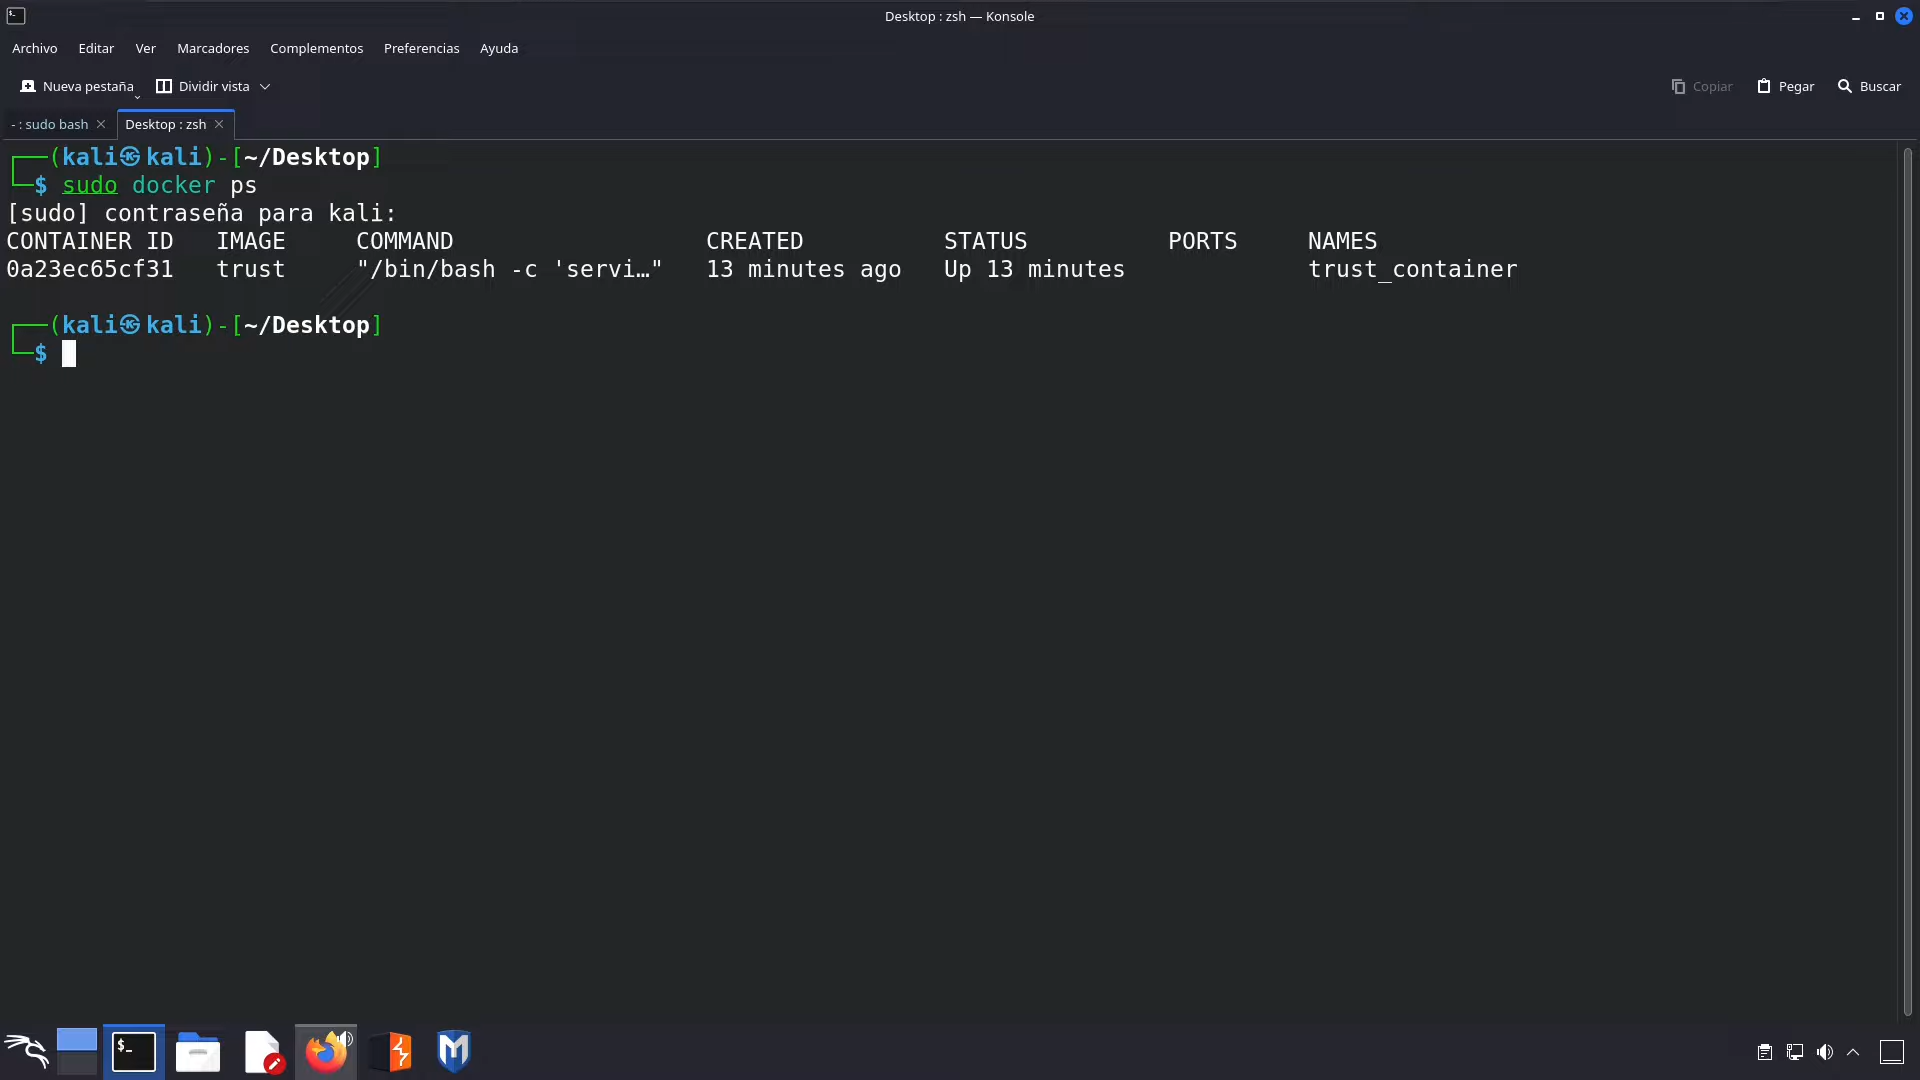 Desktop : zsh — Konsole
Archivo Editar Ver Marcadores Complementos Preferencias Ayuda
Nueva pestaña Dividir vista Copiar Pegar Buscar
- : sudo bash Desktop : zsh
┌──(kali㉿kali)-[~/Desktop]
└─$ sudo docker ps
[sudo] contraseña para kali:
CONTAINER ID IMAGE COMMAND CREATED STATUS PORTS NAMES
0a23ec65cf31 trust "/bin/bash -c 'servi…" 13 minutes ago Up 13 minutes trust_container
┌──(kali㉿kali)-[~/Desktop]
└─$